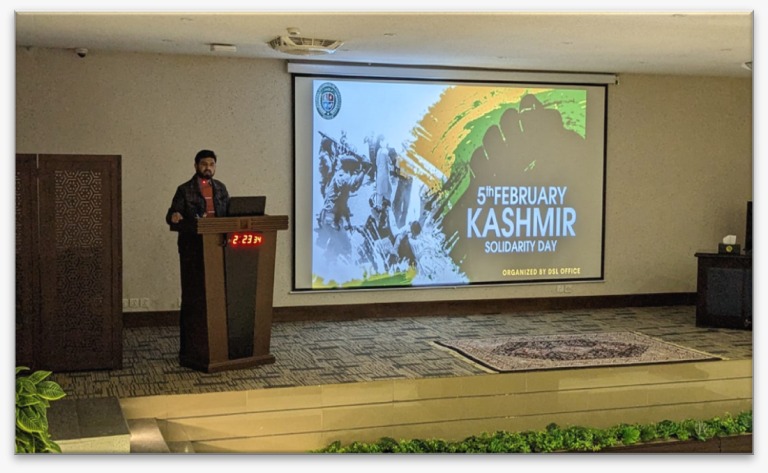 5th FEBRUARY
KASHMIR
SOLIDARITY DAY
ORGANIZED BY DSL OFFICE
2:23 34